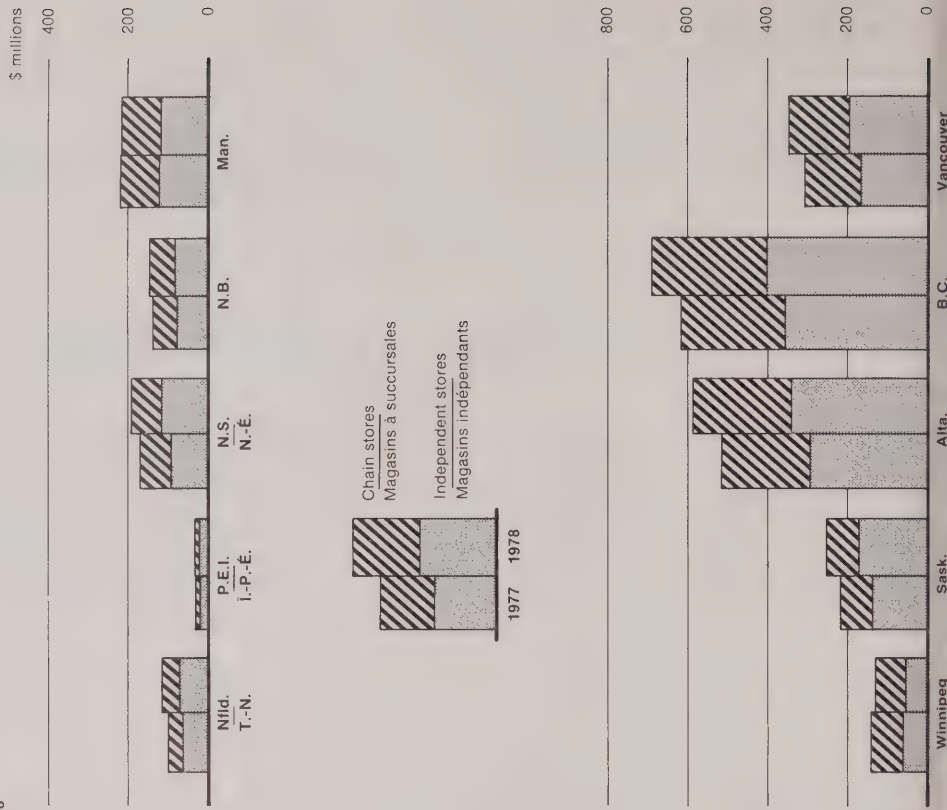 $ millions
400
200
0
Nfld.
T.-N.
P.E.I.
Î.-P.-É.
N.S.
N.-É.
N.B.
Man.
Chain stores
Magasins à succursales
Independent stores
Magasins indépendants
1977 1978
800
600
400
200
0
Winnipeg
Sask.
Alta.
B.C.
Vancouver